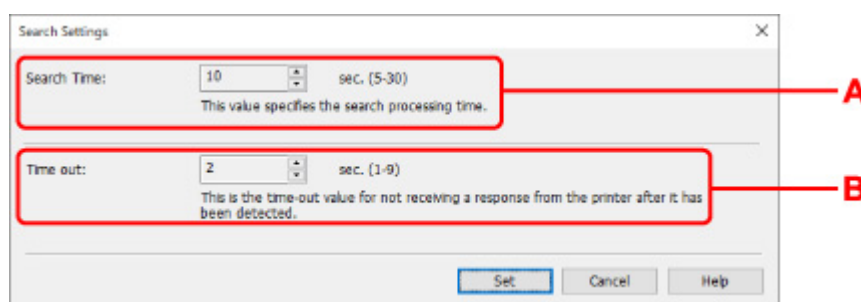 Search Settings
Search Time: 10 sec. (5-30)
This value specifies the search processing time.
A
Time out: 2 sec. (1-9)
This is the time-out value for not receiving a response from the printer after it has
been detected.
B
Set Cancel Help